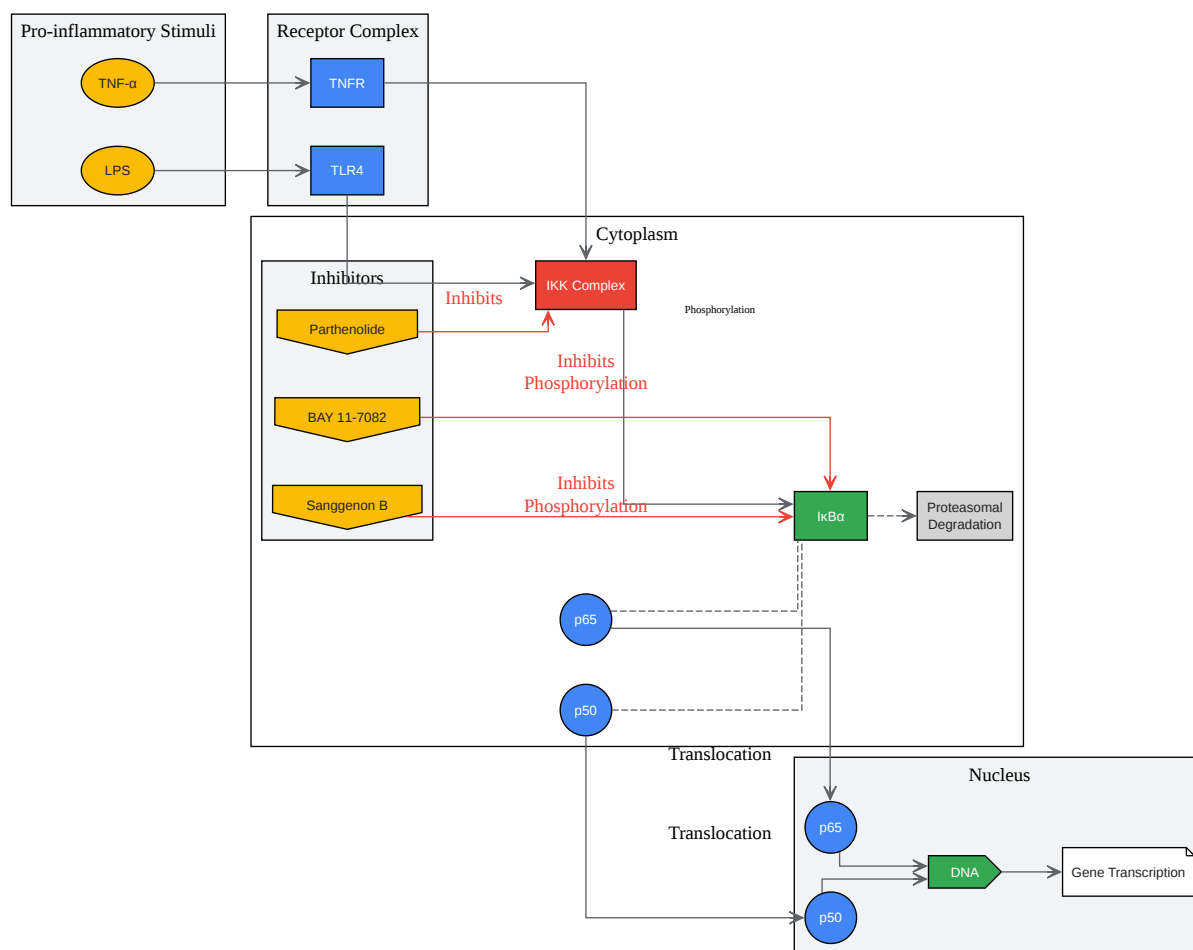 Pro-inflammatory Stimuli
Receptor Complex
TNF-α
TNFR
LPS
TLR4
Cytoplasm
Inhibitors
IKK Complex
Inhibits
Phosphorylation
Parthenolide
Inhibits
Phosphorylation
BAY 11-7082
Inhibits
Phosphorylation
Sanggenon B
IκBα
Proteasomal
Degradation
p65
p50
Translocation
Nucleus
Translocation
p65
DNA
Gene Transcription
p50